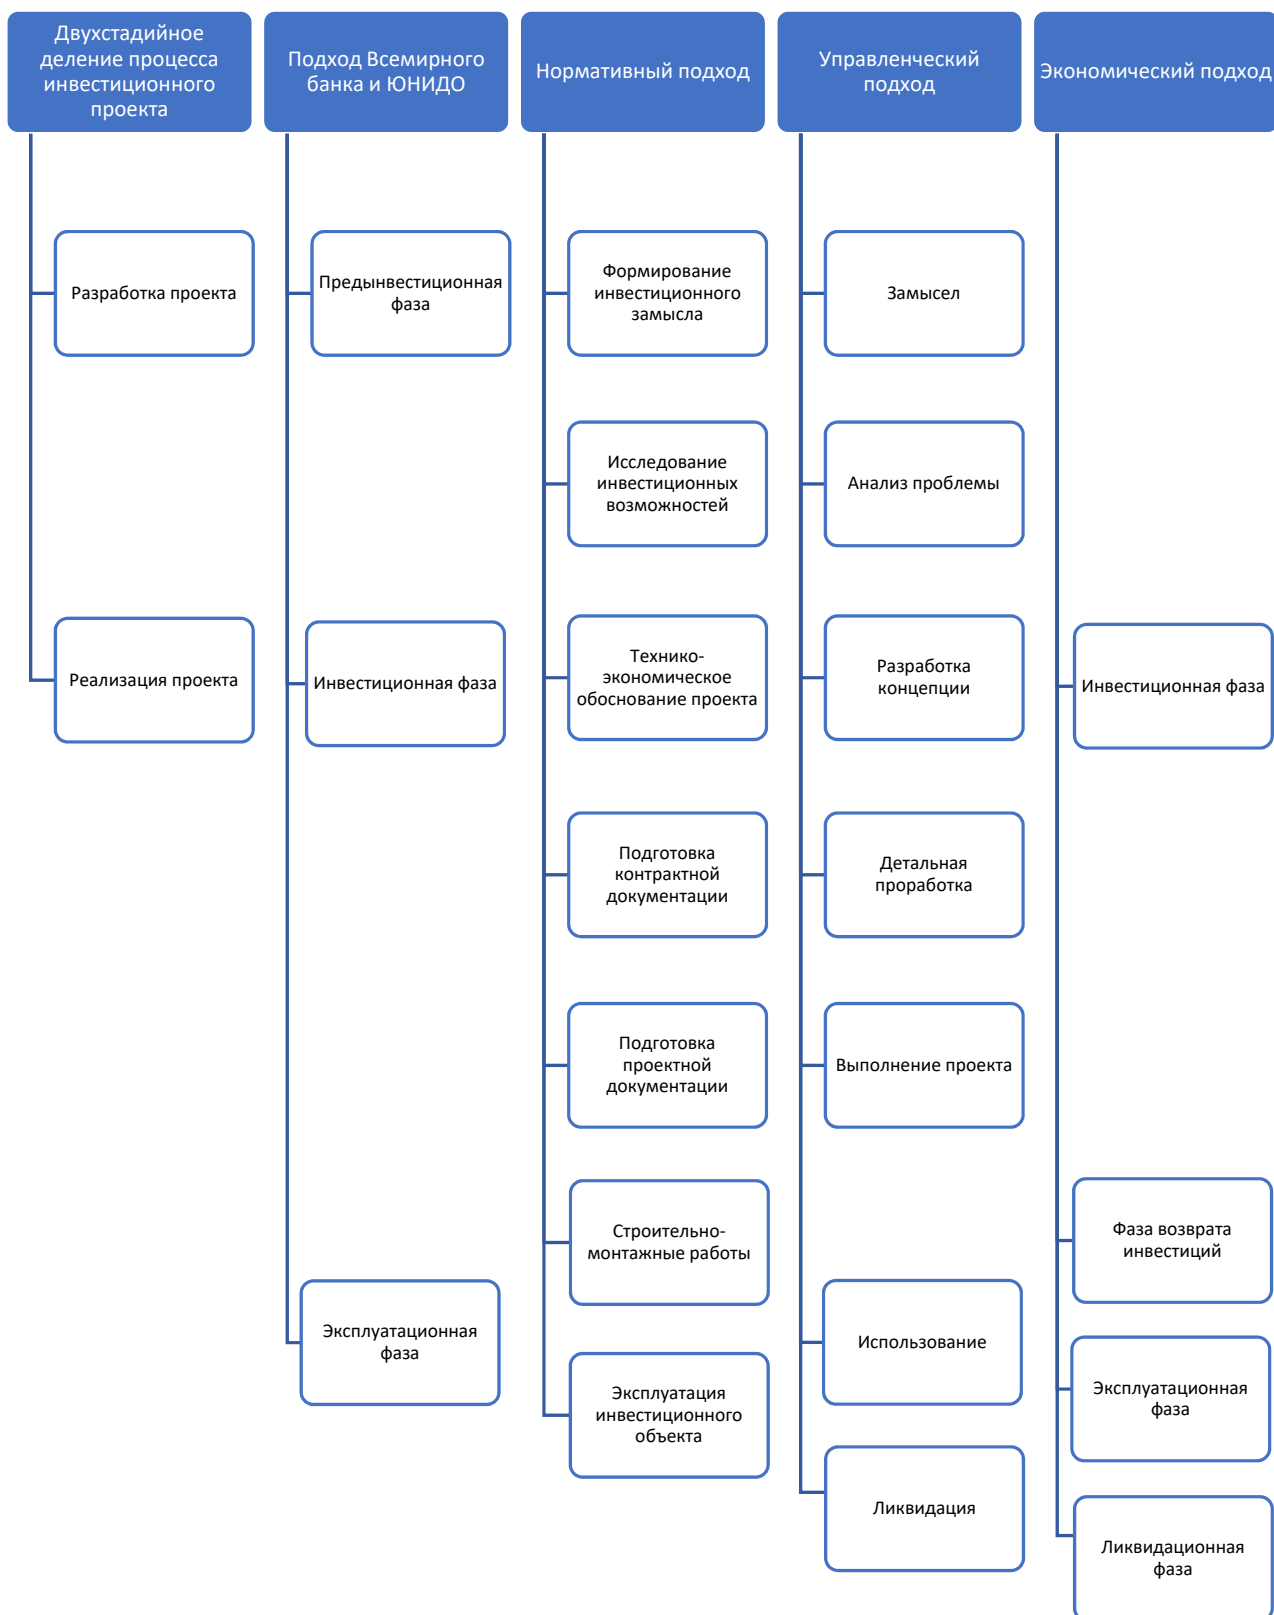 Двухстадийное
деление процесса
инвестиционного
проекта
Разработка проекта
Реализация проекта
Подход Всемирного
банка и ЮНИДО
Предынвестиционная
фаза
Инвестиционная фаза
Эксплуатационная
фаза
Нормативный подход
Формирование
инвестиционного
замысла
Исследование
инвестиционных
возможностей
Технико-
экономическое
обоснование проекта
Подготовка
контрактной
документации
Подготовка
проектной
документации
Строительно-
монтажные работы
Эксплуатация
инвестиционного
объекта
Управленческий
подход
Замысел
Анализ проблемы
Разработка
концепции
Детальная
проработка
Выполнение проекта
Использование
Ликвидация
Экономический подход
Инвестиционная фаза
Фаза возврата
инвестиций
Эксплуатационная
фаза
Ликвидационная
фаза